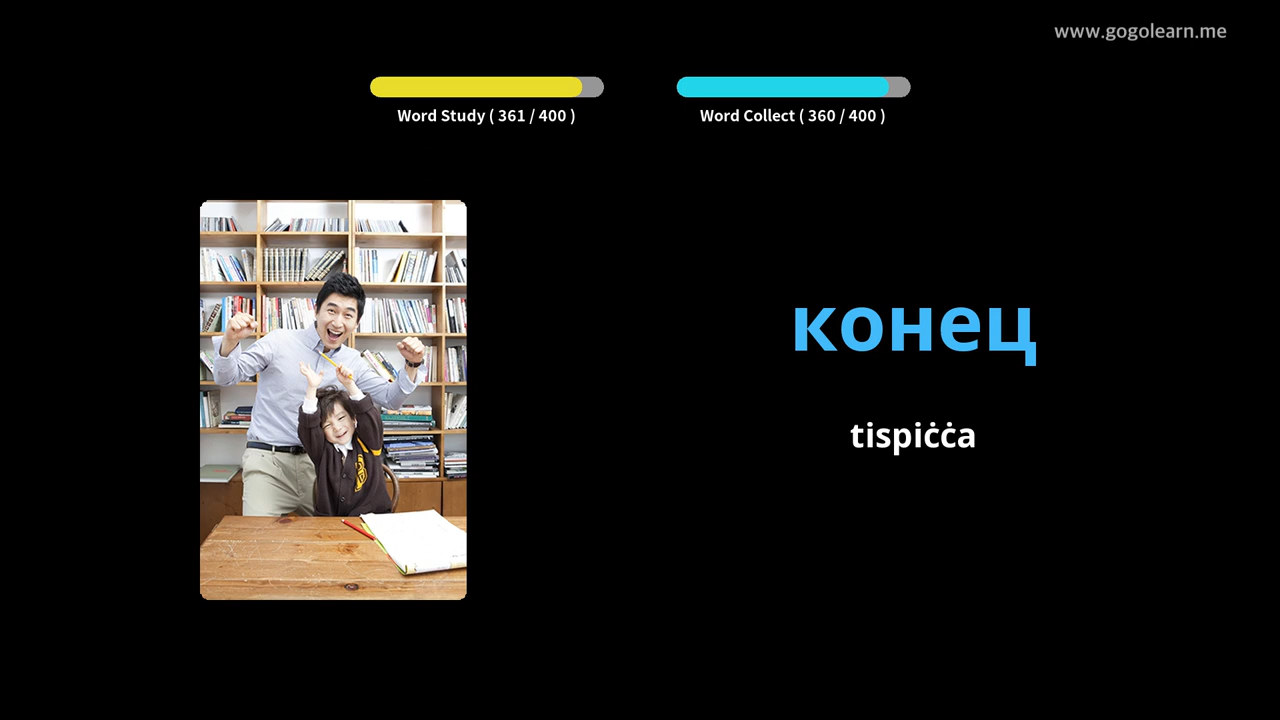 www.gogolearn.me
Word Study ( 361 / 400 )
Word Collect ( 360 / 400 )
конец
tispiċċa